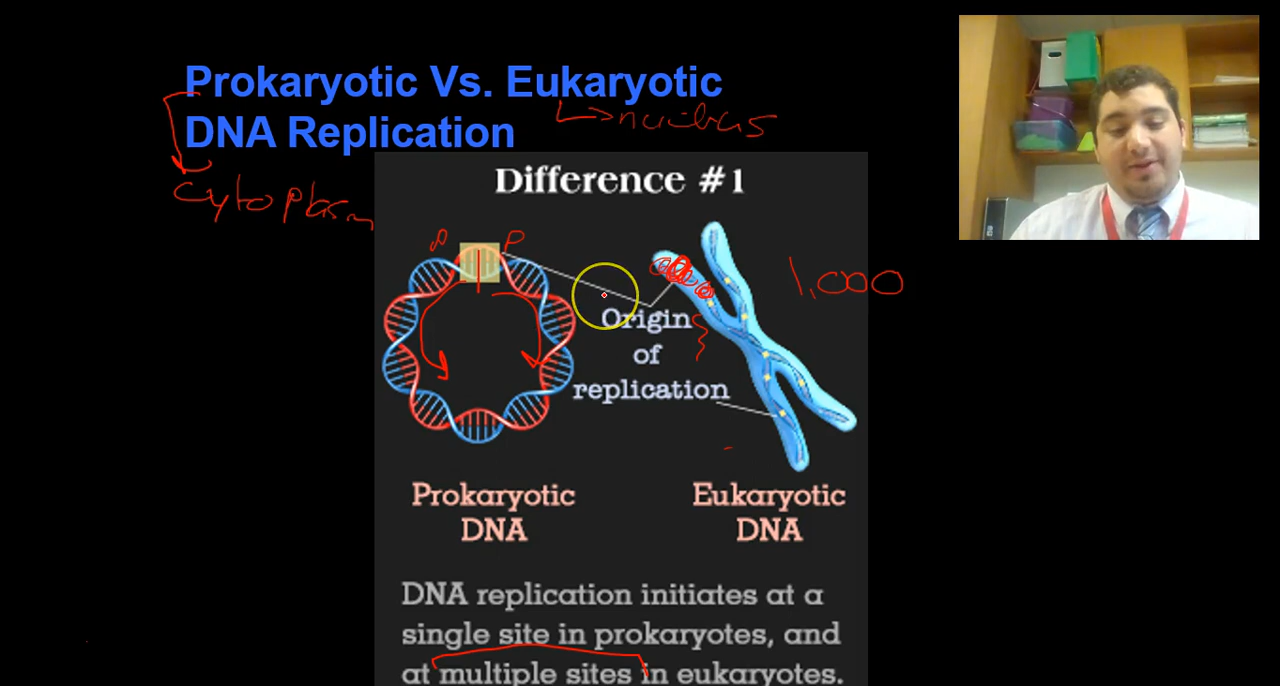 Prokaryotic Vs. Eukaryotic
DNA Replication
nucleus
cytoplasm
Difference #1
P P
1,000
Origin
of
replication
Prokaryotic
DNA
Eukaryotic
DNA
DNA replication initiates at a
single site in prokaryotes, and
at multiple sites in eukaryotes.